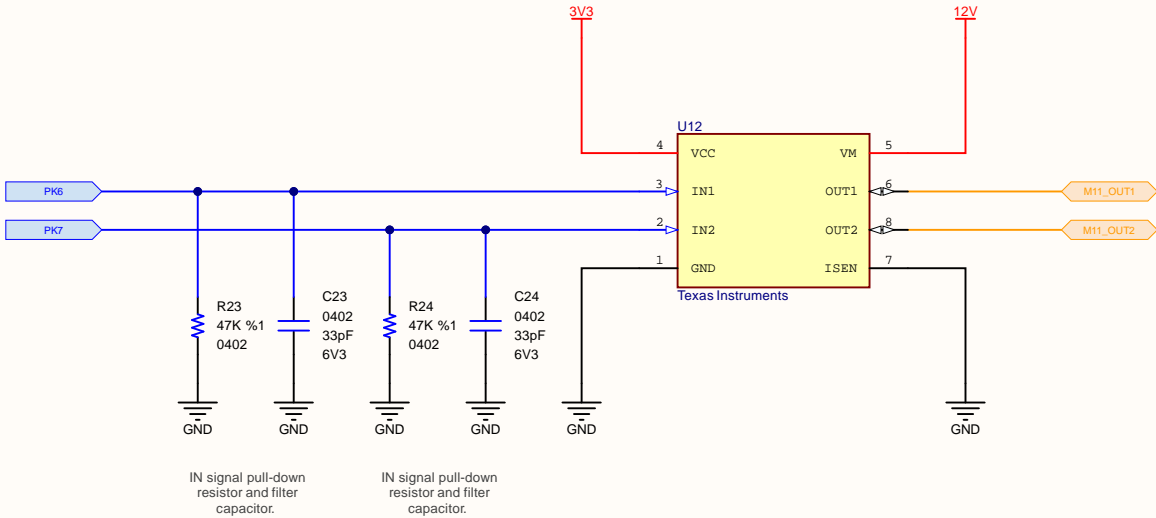 3V3
12V
U12
4 VCC VM 5
PK6
3 IN1 OUT1 6
M11_OUT1
PK7
2 IN2 OUT2 8
M11_OUT2
1 GND ISEN 7
Texas Instruments
R23
47K %1
0402
C23
0402
33pF
6V3
R24
47K %1
0402
C24
0402
33pF
6V3
GND
GND
GND
GND
GND
GND
IN signal pull-down
resistor and filter
capacitor.
IN signal pull-down
resistor and filter
capacitor.